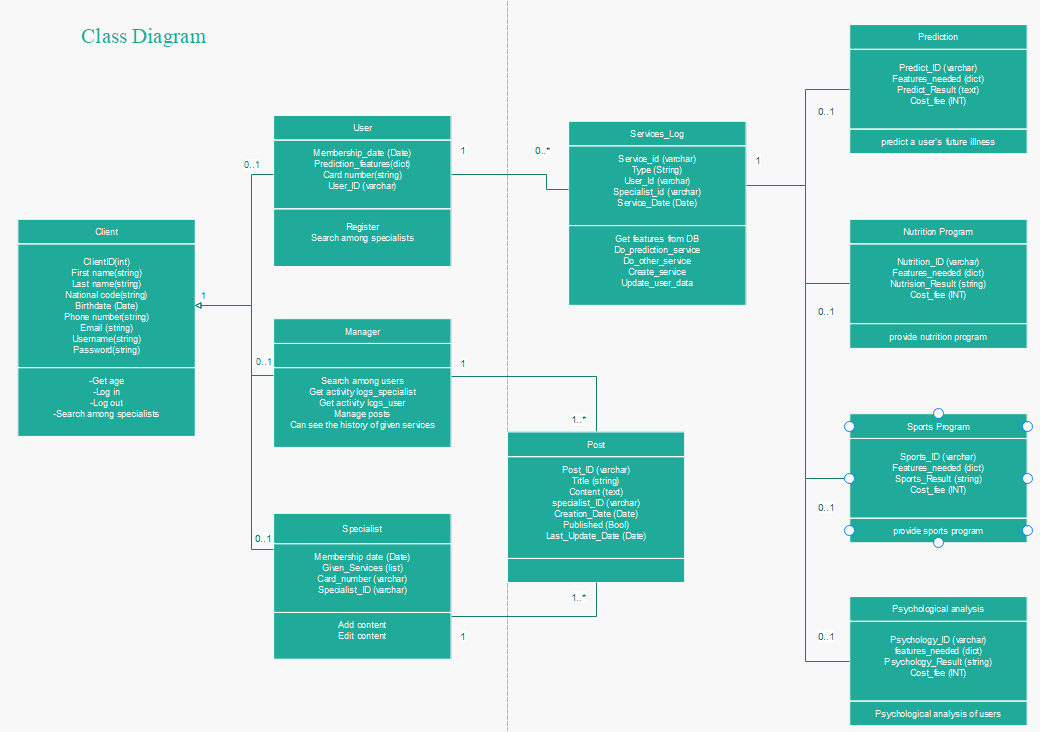 Class Diagram
Client
ClientID(int)
First name(string)
Last name(string)
National code(string)
Birthdate (Date)
Phone number(string)
Email (string)
Username(string)
Password(string)
-Get age
-Log in
-Log out
-Search among specialists
1
0..1
0..1
0..1
User
Membership_date (Date)
Prediction_features(dict)
Card number(string)
User_ID (varchar)
Register
Search among specialists
1
0..*
Manager
Search among users
Get activity logs_specialist
Get activity logs_user
Manage posts
Can see the history of given services
1
1..*
Specialist
Membership date (Date)
Given_Services (list)
Card_number (varchar)
Specialist_ID (varchar)
Add content
Edit content
1
1..*
Services_Log
Service_id (varchar)
Type (String)
User_Id (varchar)
Specialist_id (varchar)
Service_Date (Date)
Get features from DB
Do_prediction_service
Do_other_service
Create_service
Update_user_data
1
Post
Post_ID (varchar)
Title (string)
Content (text)
specialist_ID (varchar)
Creation_Date (Date)
Published (Bool)
Last_Update_Date (Date)
Prediction
Predict_ID (varchar)
Features_needed (dict)
Predict_Result (text)
Cost_fee (INT)
predict a user's future illness
0..1
Nutrition Program
Nutrition_ID (varchar)
Features_needed (dict)
Nutrision_Result (string)
Cost_fee (INT)
provide nutrition program
0..1
Sports Program
Sports_ID (varchar)
Features_needed (dict)
Sports_Result (string)
Cost_fee (INT)
provide sports program
0..1
Psychological analysis
Psychology_ID (varchar)
features_needed (dict)
Psychology_Result (string)
Cost_fee (INT)
Psychological analysis of users
0..1